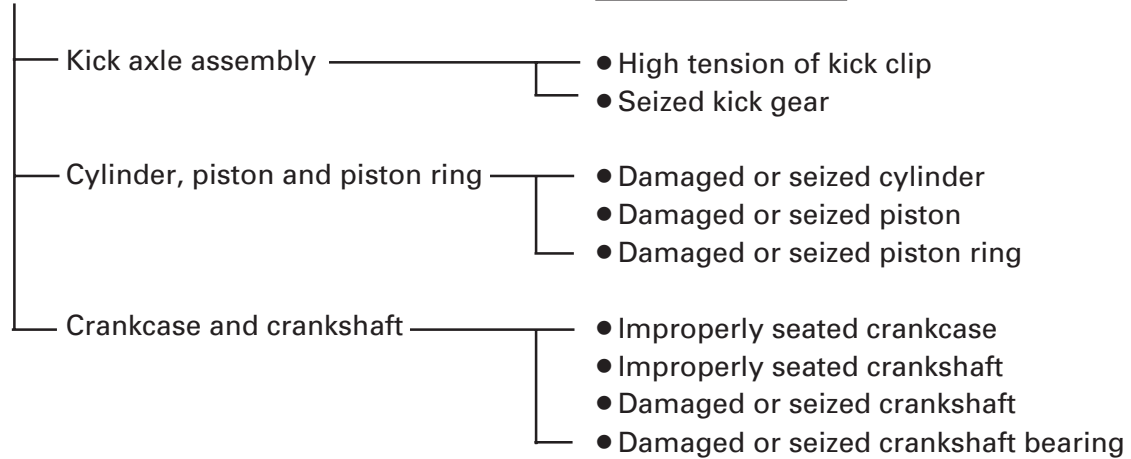 Kick axle assembly
● High tension of kick clip
● Seized kick gear
Cylinder, piston and piston ring
● Damaged or seized cylinder
● Damaged or seized piston
● Damaged or seized piston ring
Crankcase and crankshaft
● Improperly seated crankcase
● Improperly seated crankshaft
● Damaged or seized crankshaft
● Damaged or seized crankshaft bearing